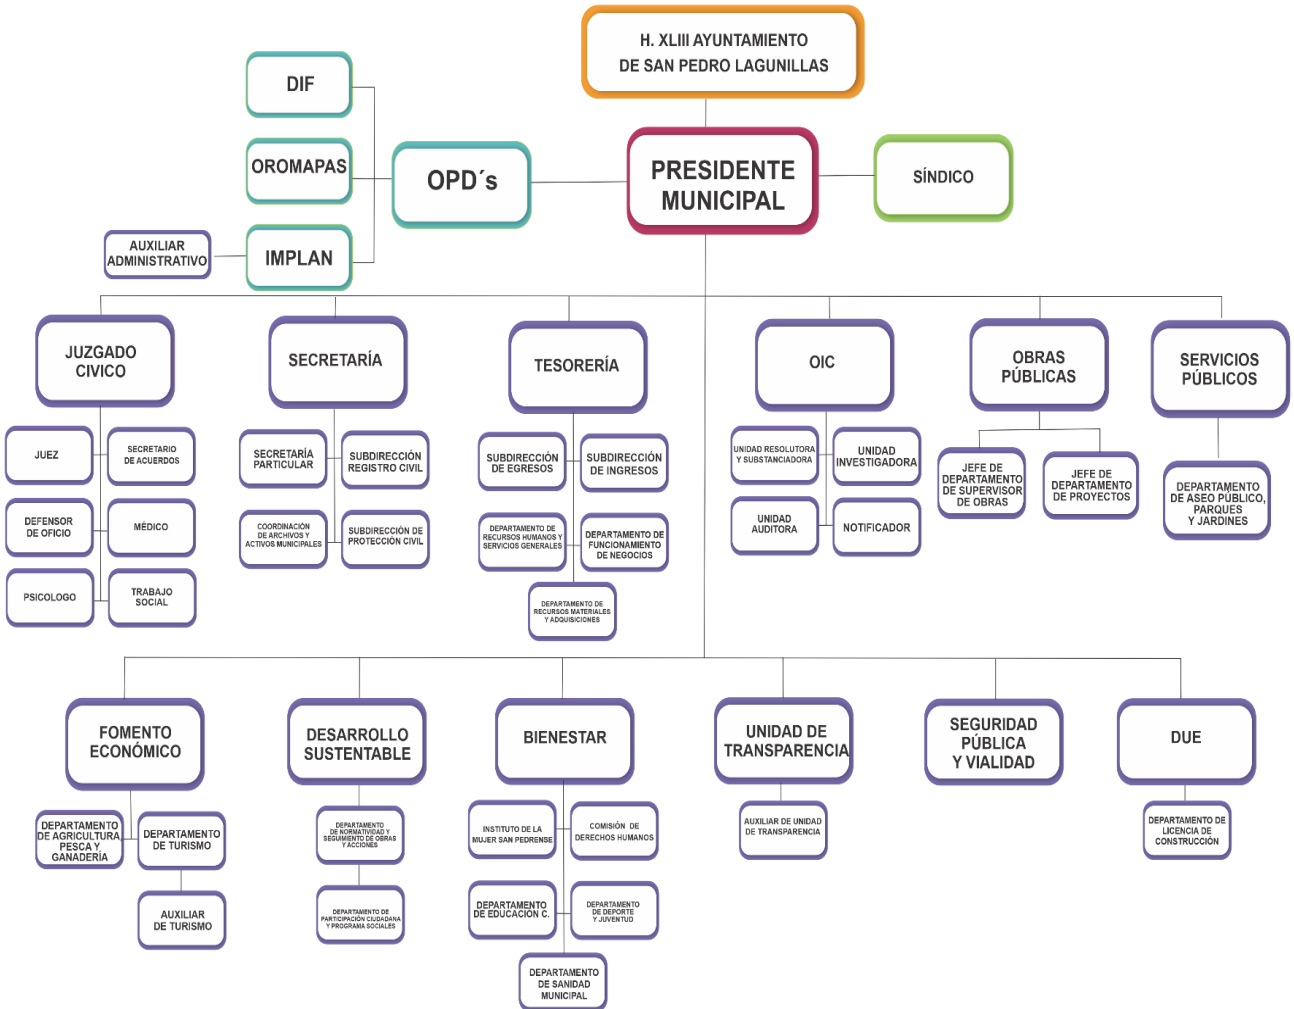 H. XLIII AYUNTAMIENTO
DE SAN PEDRO LAGUNILLAS
DIF
OROMAPAS
OPD´s
PRESIDENTE
MUNICIPAL
SÍNDICO
AUXILIAR
ADMINISTRATIVO
IMPLAN
JUZGADO
CIVICO
SECRETARÍA
TESORERÍA
OIC
OBRAS
PÚBLICAS
SERVICIOS
PÚBLICOS
JUEZ
SECRETARIO
DE ACUERDOS
DEFENSOR
DE OFICIO
MÉDICO
PSICOLOGO
TRABAJO
SOCIAL
SECRETARÍA
PARTICULAR
SUBDIRECCIÓN
REGISTRO CIVIL
COORDINACIÓN
DE ARCHIVOS Y
ACTIVOS MUNICIPALES
SUBDIRECCIÓN DE
PROTECCIÓN CIVIL
SUBDIRECCIÓN
DE EGRESOS
SUBDIRECCIÓN
DE INGRESOS
DEPARTAMENTO DE
RECURSOS HUMANOS Y
SERVICIOS GENERALES
DEPARTAMENTO DE
FUNCIONAMIENTO
DE NEGOCIOS
DEPARTAMENTO DE
RECURSOS MATERIALES
Y ADQUISICIONES
UNIDAD RESOLUTORA
Y SUBSTANCIADORA
UNIDAD
INVESTIGADORA
UNIDAD
AUDITORA
NOTIFICADOR
JEFE DE
DEPARTAMENTO
DE SUPERVISOR
DE OBRAS
JEFE DE
DEPARTAMENTO
DE PROYECTOS
DEPARTAMENTO
DE ASEO PÚBLICO,
PARQUES
Y JARDINES
FOMENTO
ECONÓMICO
DESARROLLO
SUSTENTABLE
BIENESTAR
UNIDAD DE
TRANSPARENCIA
SEGURIDAD
PÚBLICA
Y VIALIDAD
DUE
DEPARTAMENTO
DE AGRICULTURA,
PESCA Y
GANADERÍA
DEPARTAMENTO
DE TURISMO
AUXILIAR
DE TURISMO
DEPARTAMENTO
DE NORMATIVIDAD Y
SEGUIMIENTO DE OBRAS
Y ACCIONES
DEPARTAMENTO DE
PARTICIPACIÓN CIUDADANA
Y PROGRAMA SOCIALES
INSTITUTO DE LA
MUJER SAN PEDRENSE
COMISIÓN DE
DERECHOS HUMANOS
DEPARTAMENTO
DE EDUCACIÓN C.
DEPARTAMENTO
DE DEPORTE
Y JUVENTUD
DEPARTAMENTO
DE SANIDAD
MUNICIPAL
AUXILIAR DE UNIDAD
DE TRANSPARENCIA
DEPARTAMENTO DE
LICENCIA DE
CONSTRUCCIÓN